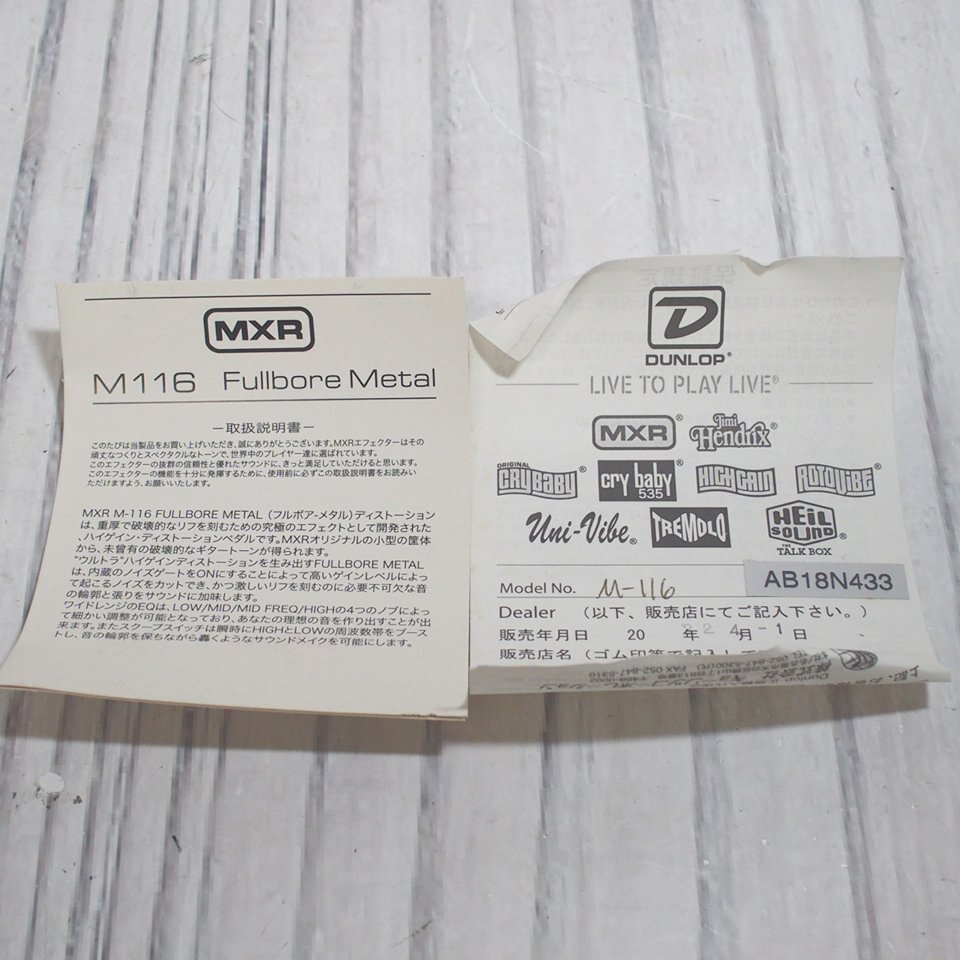 MXR
M116 Fullbore Metal
－取扱説明書－
このたびは当製品をお買い上げいただき、誠にありがとうございます。MXRエフェクターはその
頑丈なつくりとスペクタクルなトーンで、世界中のプレイヤー達に選ばれています。
このエフェクターの抜群の信頼性と優れたサウンドに、きっと満足していただけると思います。
このエフェクターの機能を十分に発揮するために、使用前に必ずこの取扱説明書をお読みい
ただけますよう、お願いいたします。
MXR M-116 FULLBORE METAL（フルボア・メタル）ディストーション
は、重厚で破壊的なリフを刻むための究極のエフェクトとして開発された
、ハイゲイン・ディストーションペダルです。MXRオリジナルの小型の筐体
から、未曽有の破壊的なギタートーンが得られます。
“ウルトラ”ハイゲインディストーションを生み出すFULLBORE METAL
は、内蔵のノイズゲートをONにすることによって高いゲインレベルによっ
て起こるノイズをカットでき、かつ激しいリフを刻むのに必要不可欠な音
の輪郭と張りをサウンドに加味します。
ワイドレンジのEQは、LOW/MID/MID FREQ/HIGHの4つのノブによっ
て細かい調整が可能となっており、あなたの理想の音を作り出すことが出
来ます。またスクープスイッチは瞬時にHIGHとLOWの周波数帯をブース
トし、音の輪郭を保ちながら轟くようなサウンドメイクを可能にします。
D
DUNLOP®
LIVE TO PLAY LIVE®
MXR® Jimi Hendrix®
ORIGINAL CRYBABY® cry baby 535® HIGH GAIN® ROTOVIBE®
Uni-Vibe® TREMOLO HEIL SOUND® THE TALK BOX
Model No. M-116 AB18N433
Dealer （以下、販売店にてご記入下さい。）
販売年月日 20 年 2 4月-1日
販売店名（ゴム印等で記入して
TEL 052-847-5300(代) FAX 052-847-5310